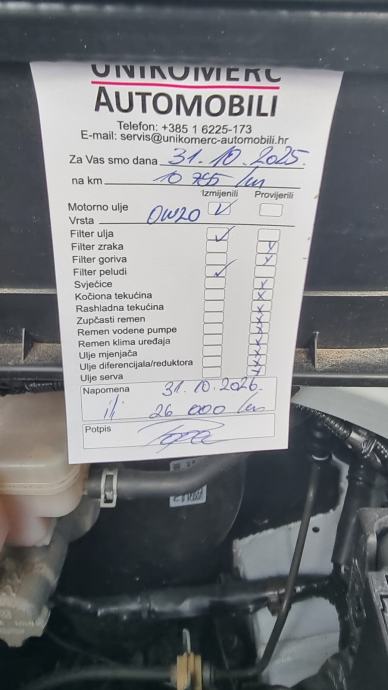 UNIKOMERC
AUTOMOBILI
Telefon: +385 1 6225-173
E-mail: servis@unikomerc-automobili.hr
Za Vas smo dana 31.10.2025.
na km km
Izmijenili Provjerili
Motorno ulje
Vrsta 0W20
Filter ulja
Filter zraka
Filter goriva
Filter peludi
Svjećice
Kočiona tekućina
Rashladna tekućina
Zupčasti remen
Remen vodene pumpe
Remen klima uređaja
Ulje mjenjača
Ulje diferencijala/reduktora
Ulje serva
Napomena 31.10.2026.
ili 26 000 km
Potpis